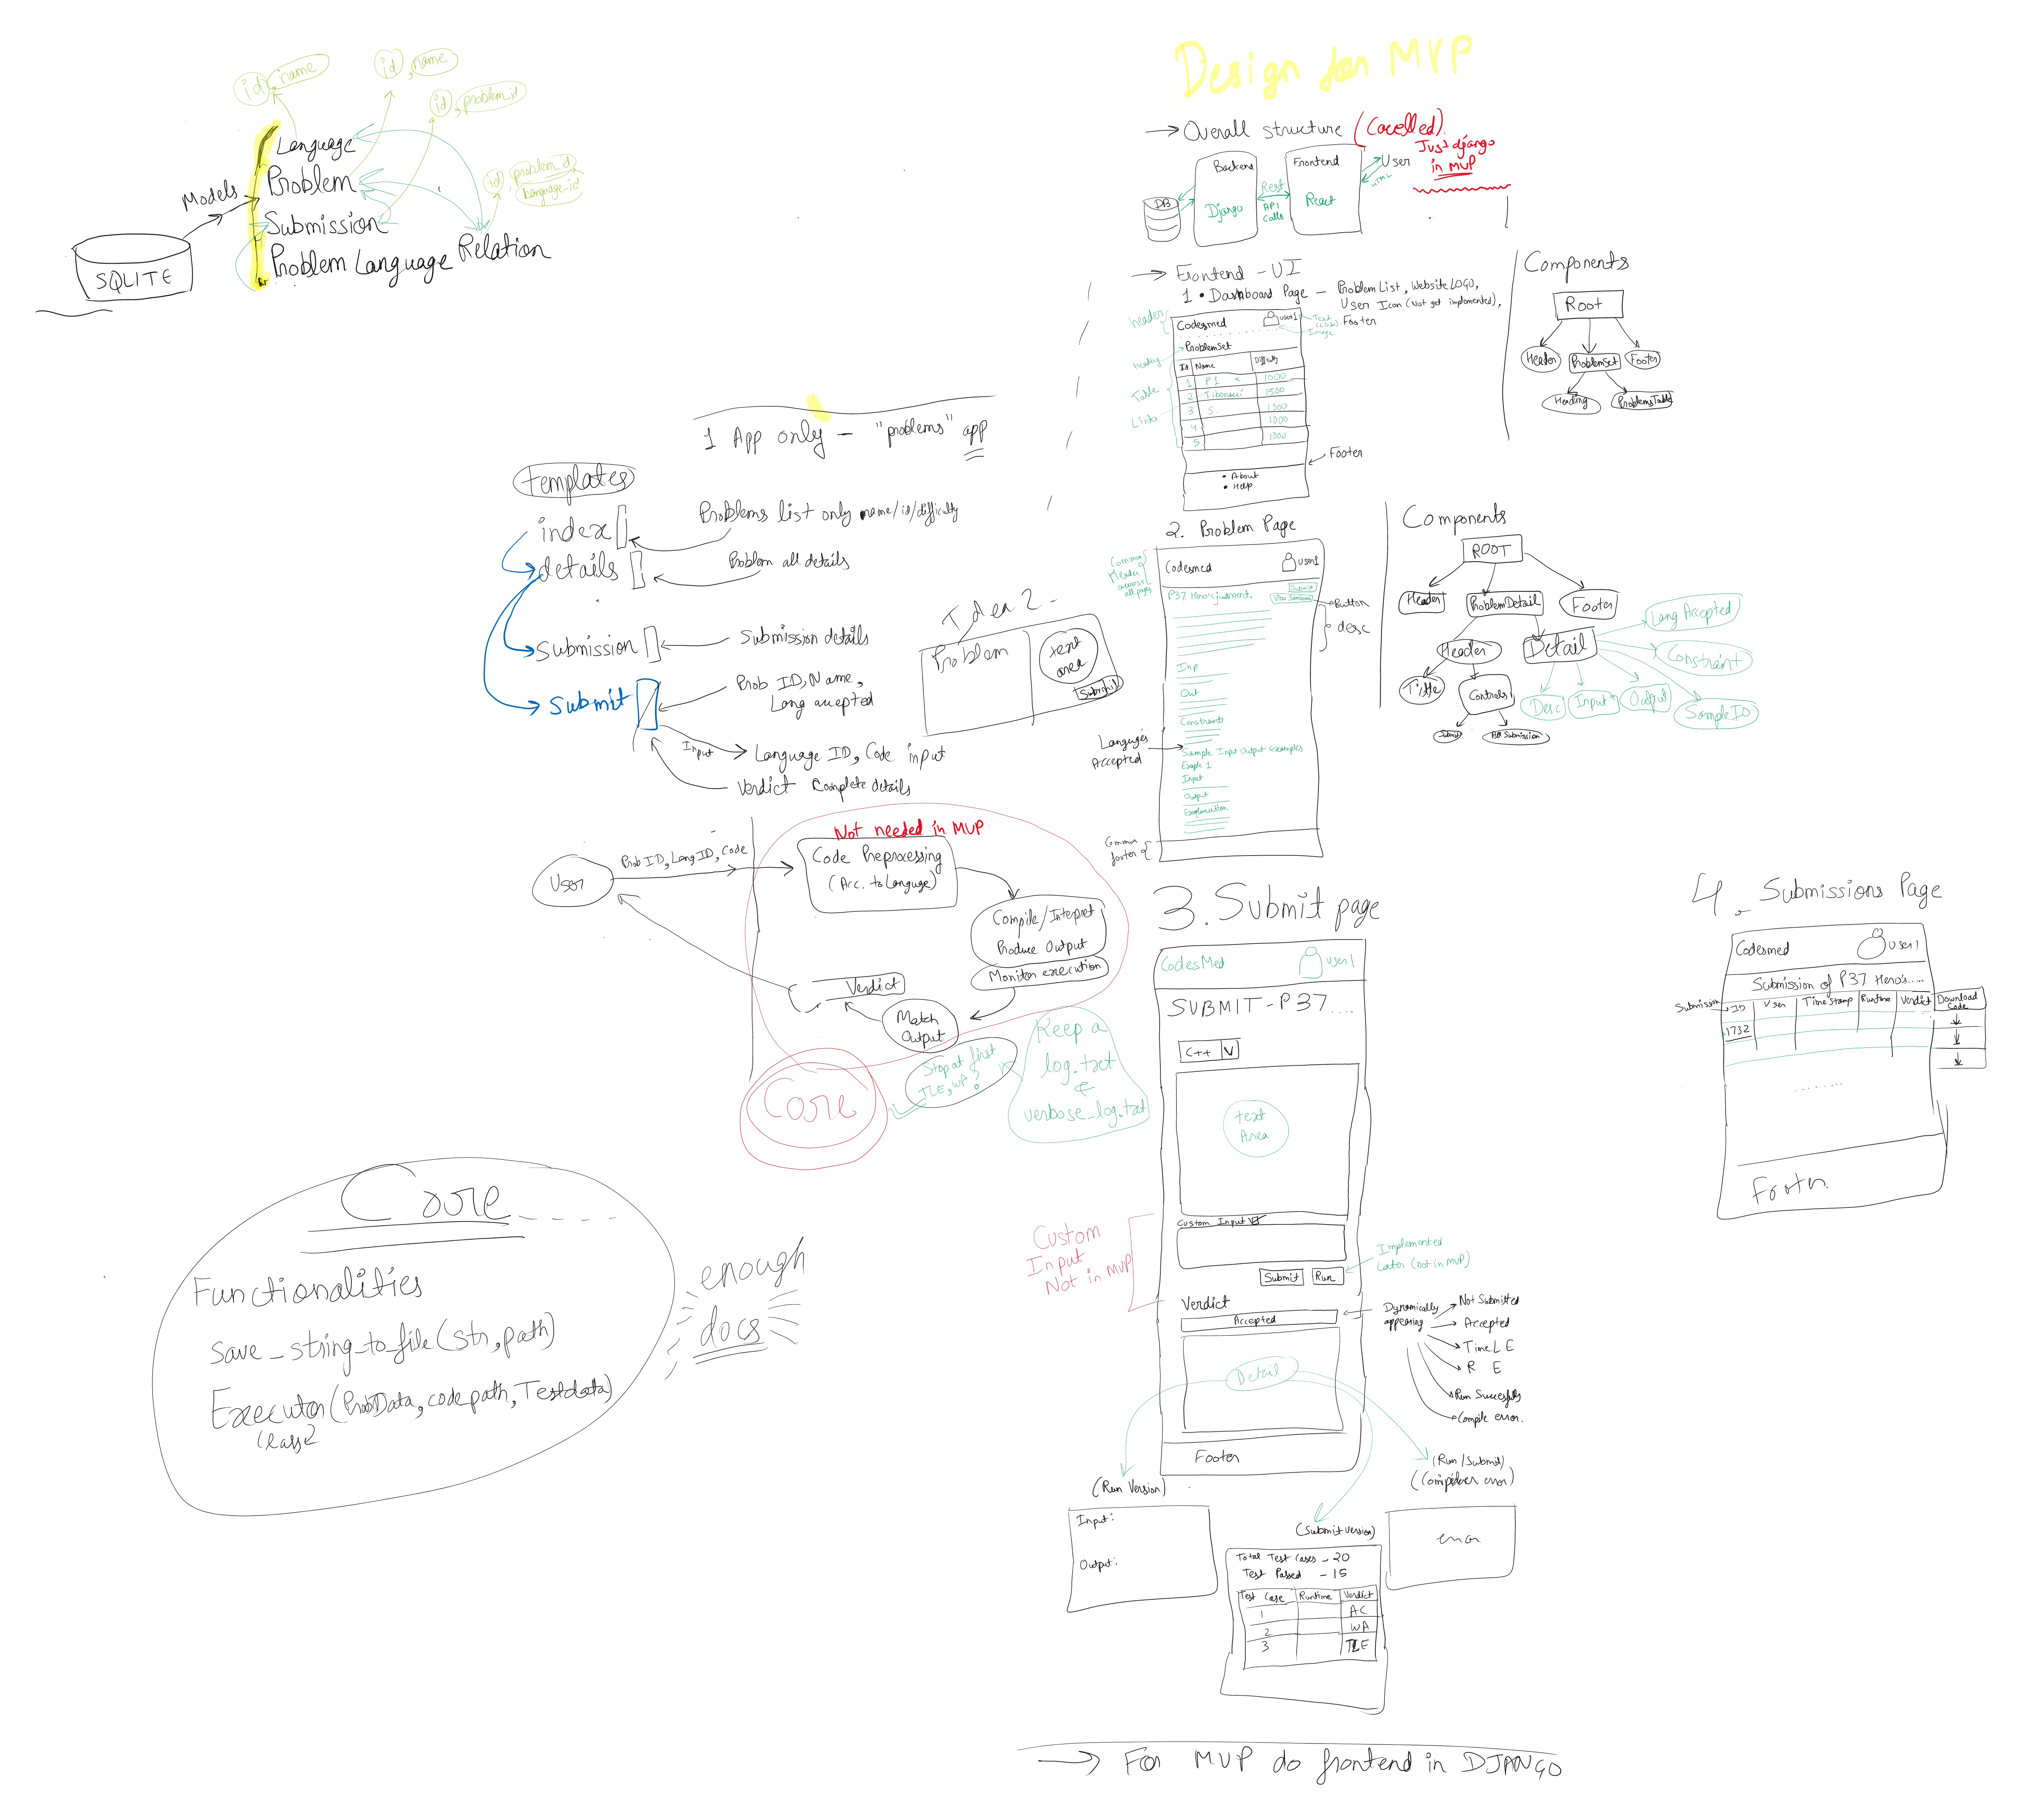 Design for MVP
→ Overall structure (Cacelled).
Just django
in MVP
Backend
Django
Frontend
React
DB
Rest
API
Calls
User
HTML
id, name
id, name
id, problem_id
id, problem_id,
language_id
Models
Language
Problem
Submission
Problem Language Relation
SQLITE
→ Frontend - UI
1 • Dashboard Page - Problem List, Website LOGO,
User Icon (Not yet implemented),
Footer
header
Codesmed
user1
Text
(Link)
Image
Heading
ProblemSet
Table
Links
Id Name Difficulty
1 P1 1000
2 Fibonacci 1500
3 S 1500
4 1000
5 1000
Footer
• About
• Help
Components
Root
Header
ProblemSet
Footer
Heading
ProblemsTable
1 App only - "problems" app
templates
index
Problems list only name/id/difficulty
details
Problem all details
Submission
Submission details
Submit
Prob ID, Name,
Lang accepted
Input
Language ID, Code input
Verdict Complete details
Idea 2
Problem
text
area
Submit
2. Problem Page
Common
Header
across
all pages
Codesmed
user1
P37 Hero's judment.
Submit
View Submissions
Button
desc
Inp
Out
Constraints
Languages
Accepted
Sample Input Output Examples
Exaple 1
Input
Output
Explanation
Common
footer
Components
ROOT
Header
ProblemDetail
Footer
Header
Detail
Title
Controls
Submit
All Submission
Lang Accepted
Constraint
Desc
Input
Output
SampleIO
User
Prob ID, Lang ID, Code
Not needed in MVP
Code Preprocessing
(Acc. to Languge)
Compile/Intepret
Produce Output
Monitor execution
Match
Output
Verdict
Core
Stop at first
TLE, WA?
Keep a
log.txt
&
verbose_log.txt
Core
Functionalities
save_string_to_file(str, path)
Executor(ProbData, codepath, Testdata)
Class
enough
docs
3. Submit page
CodesMed
user1
SUBMIT - P37 ....
C++ V
text
Area
Custom Input
Custom
Input
Not in MVP
Submit
Run
Implemented
Later (not in MVP)
Verdict
Accepted
Dynamically
appearing
Not Submitted
Accepted
Time L E
R E
Run Succesfully
Compile error.
Detail
Footer
(Run Version)
Input:
Output:
(Submit version)
Total Test Cases - 20
Test Passed - 15
Test Case Runtime Verdict
1 AC
2 WA
3 TLE
(Run/Submit)
(Compiler error)
error
4. Submissions Page
Codesmed
user1
Submission of P37 Hero's.....
Submission
ID User TimeStamp Runtime Verdict Download
Code
1732
Footer
→ For MVP do frontend in DJANGO